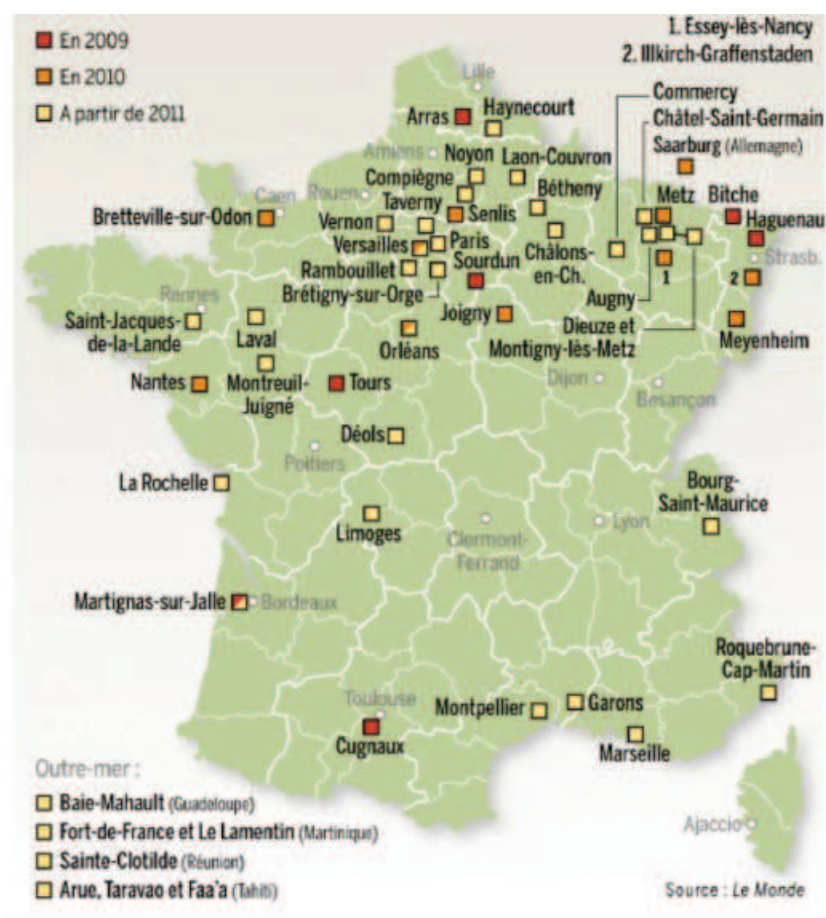 En 2009
En 2010
A partir de 2011
1. Essey-lès-Nancy
2. Illkirch-Graffenstaden
Lille
Commercy
Arras
Haynecourt
Châtel-Saint-Germain
Saarburg (Allemagne)
Amiens
Noyon
Laon-Couvron
Compiègne
Bétheny
Metz
Bitche
Caen
Rouen
Taverny
Haguenau
Bretteville-sur-Odon
Vernon
Senlis
Versailles
Paris
Châlons-
en-Ch.
Strasb.
Rambouillet
Sourdun
1
2
Brétigny-sur-Orge
Augny
Rennes
Saint-Jacques-
de-la-Lande
Laval
Joigny
Dieuze et
Montigny-lès-Metz
Meyenheim
Orléans
Nantes
Montreuil-
Juigné
Tours
Dijon
Besançon
Déols
Poitiers
La Rochelle
Bourg-
Saint-Maurice
Limoges
Clermont-
Ferrand
Lyon
Martignas-sur-Jalle
Bordeaux
Roquebrune-
Cap-Martin
Toulouse
Montpellier
Garons
Cugnaux
Marseille
Outre-mer :
Baie-Mahault (Guadeloupe)
Fort-de-France et Le Lamentin (Martinique)
Ajaccio
Sainte-Clotilde (Réunion)
Arue, Taravao et Faa'a (Tahiti)
Source : Le Monde